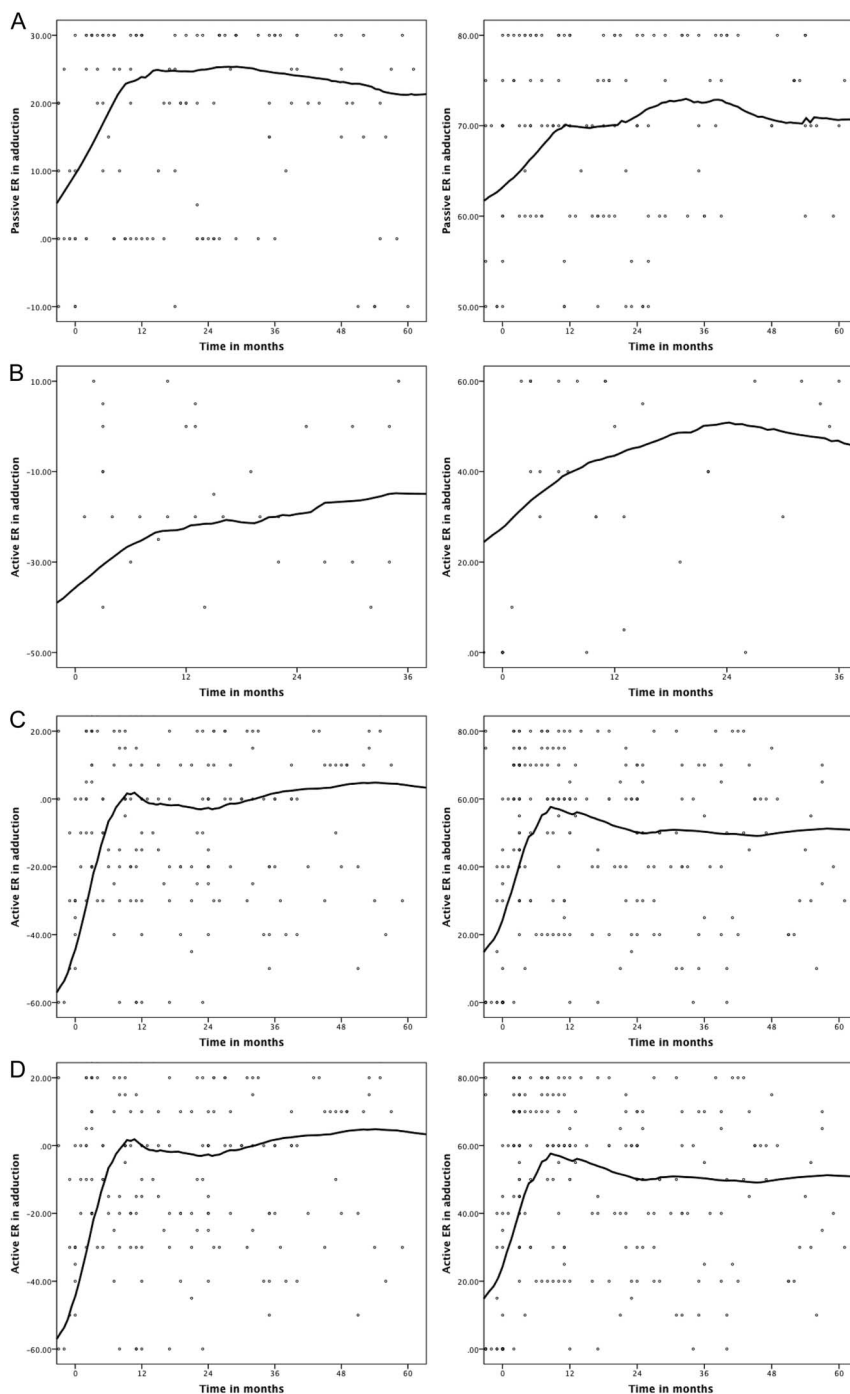 A
Passive ER in adduction
30.00
20.00
10.00
.00
-10.00
0 12 24 36 48 60
Time in months
Passive ER in abduction
80.00
70.00
60.00
50.00
0 12 24 36 48 60
Time in months
B
Active ER in adduction
10.00
-10.00
-30.00
-50.00
0 12 24 36
Time in months
Active ER in abduction
60.00
40.00
20.00
.00
0 12 24 36
Time in months
C
Active ER in adduction
20.00
.00
-20.00
-40.00
-60.00
0 12 24 36 48 60
Time in months
Active ER in abduction
80.00
60.00
40.00
20.00
.00
0 12 24 36 48 60
Time in months
D
Active ER in adduction
20.00
.00
-20.00
-40.00
-60.00
0 12 24 36 48 60
Time in months
Active ER in abduction
80.00
60.00
40.00
20.00
.00
0 12 24 36 48 60
Time in months